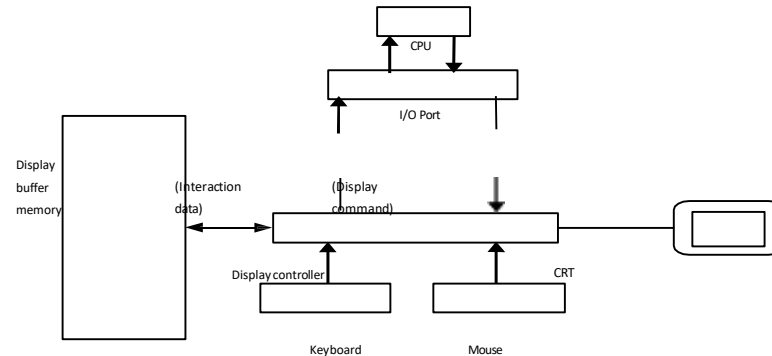 CPU
I/O Port
Display
buffer
memory
(Interaction
data)
(Display
command)
Display controller
CRT
Keyboard
Mouse